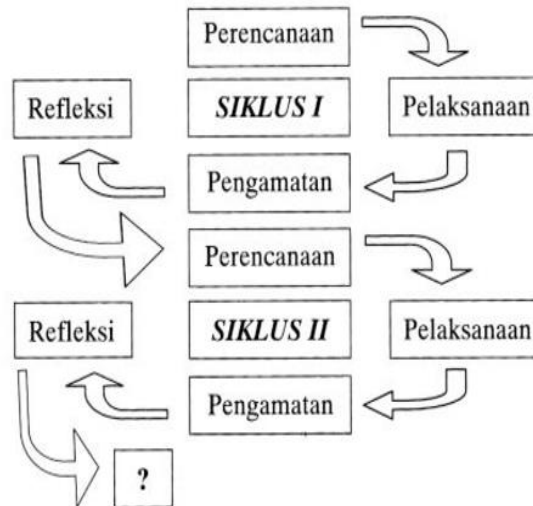 Perencanaan
Refleksi
SIKLUS I
Pelaksanaan
Pengamatan
Perencanaan
Refleksi
SIKLUS II
Pelaksanaan
Pengamatan
?